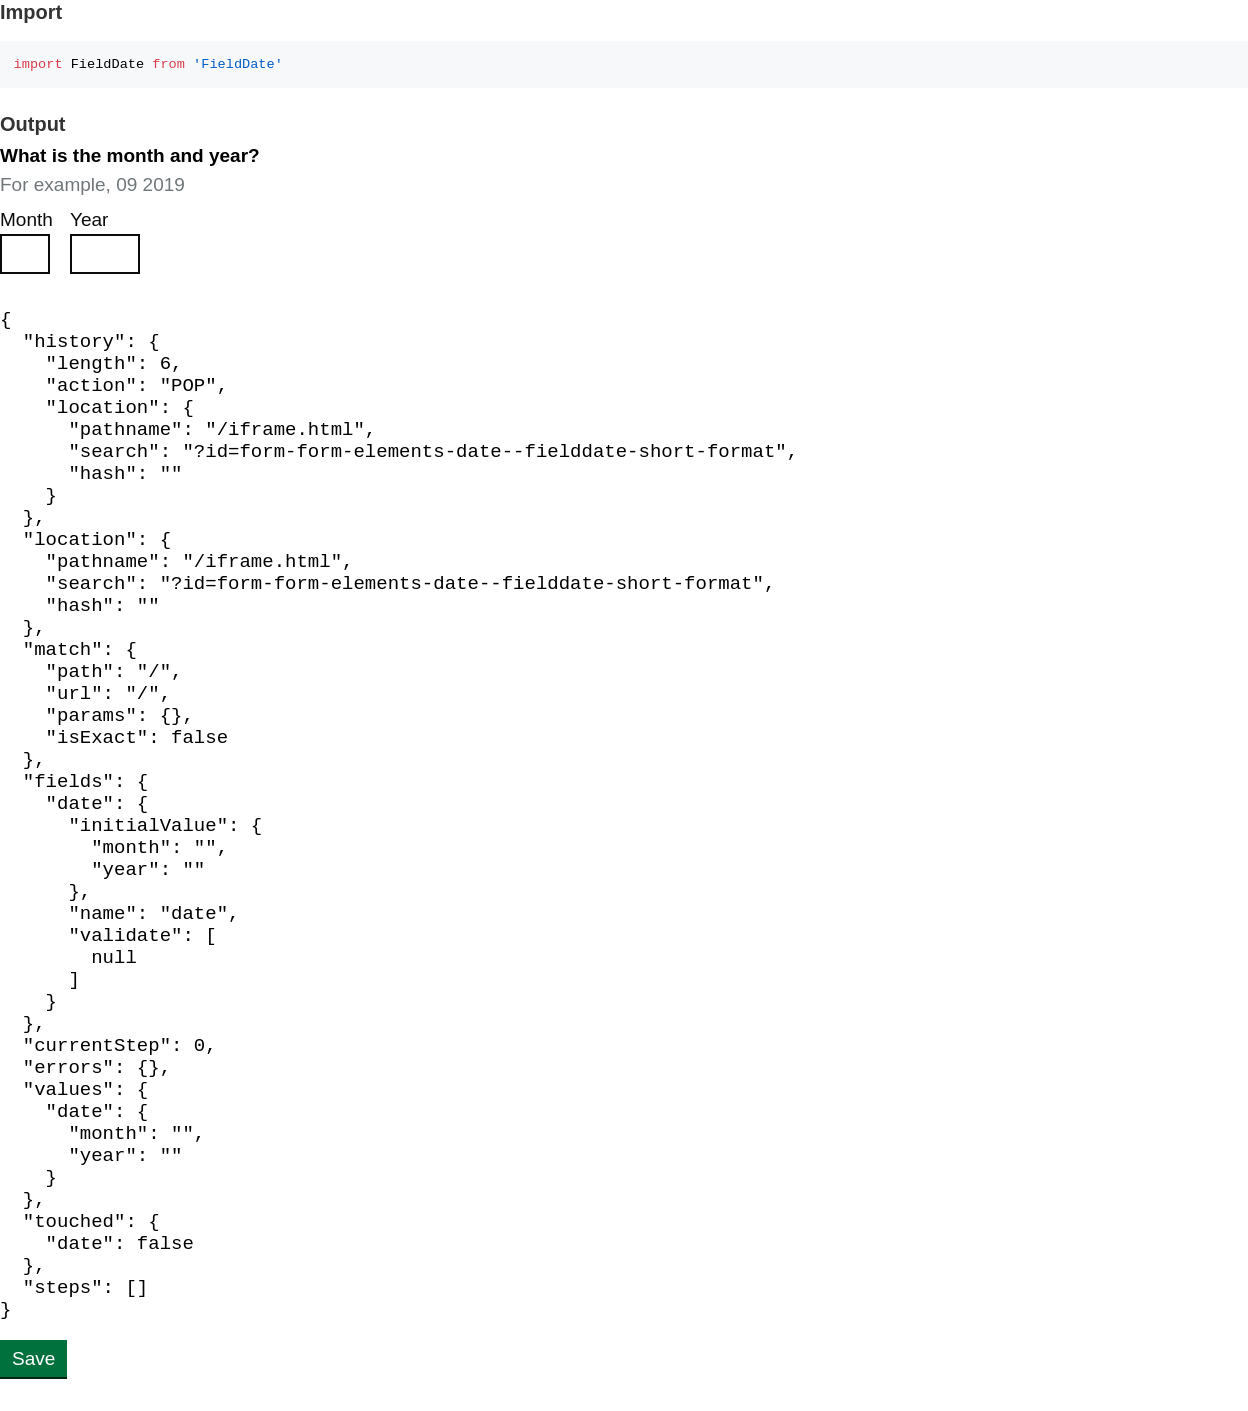 Import
import FieldDate from 'FieldDate'
Output
What is the month and year?
For example, 09 2019
Month Year
{
  "history": {
    "length": 6,
    "action": "POP",
    "location": {
      "pathname": "/iframe.html",
      "search": "?id=form-form-elements-date--fielddate-short-format",
      "hash": ""
    }
  },
  "location": {
    "pathname": "/iframe.html",
    "search": "?id=form-form-elements-date--fielddate-short-format",
    "hash": ""
  },
  "match": {
    "path": "/",
    "url": "/",
    "params": {},
    "isExact": false
  },
  "fields": {
    "date": {
      "initialValue": {
        "month": "",
        "year": ""
      },
      "name": "date",
      "validate": [
        null
      ]
    }
  },
  "currentStep": 0,
  "errors": {},
  "values": {
    "date": {
      "month": "",
      "year": ""
    }
  },
  "touched": {
    "date": false
  },
  "steps": []
}
Save